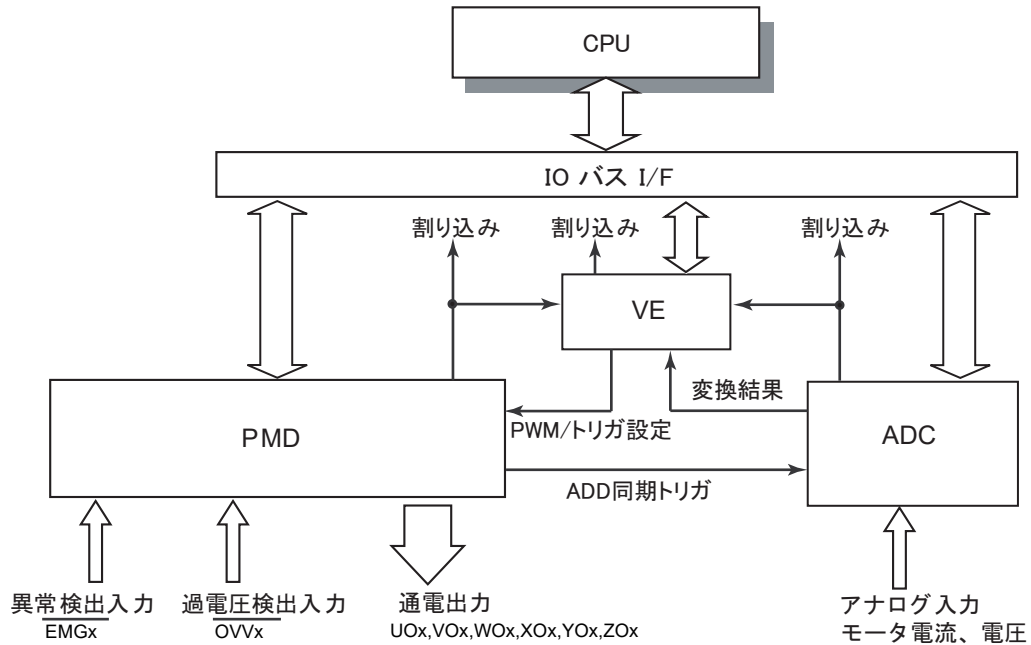 CPU
IO バス I/F
割り込み
割り込み
割り込み
VE
変換結果
PMD
PWM/トリガ設定
ADC
ADD同期トリガ
異常検出入力
EMGx
過電圧検出入力
OVVx
通電出力
UOx,VOx,WOx,XOx,YOx,ZOx
アナログ入力
モータ電流、電圧